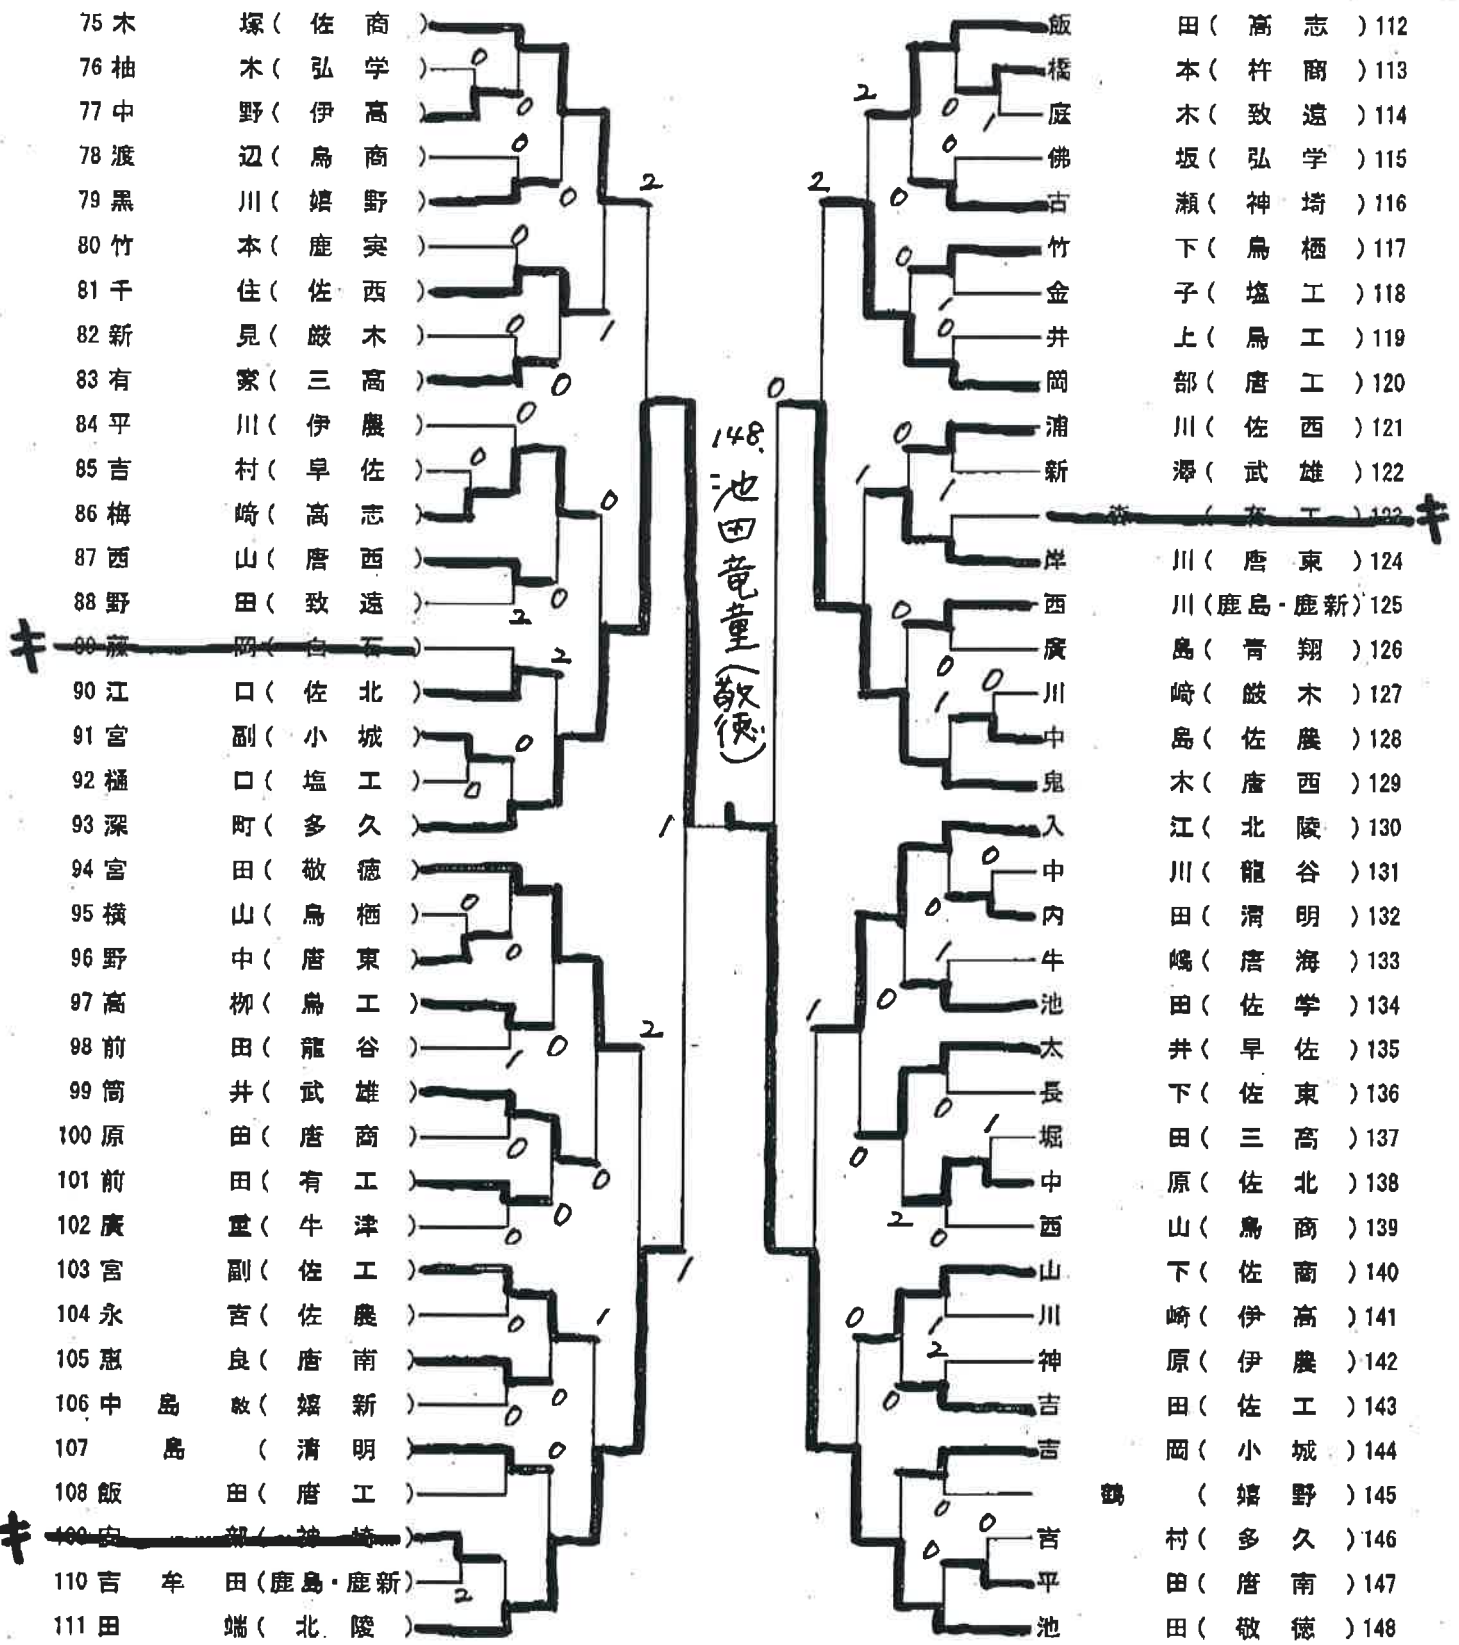 75 木塚(佐商)
76 柚木(弘学)
77 中野(伊高)
78 渡辺(鳥商)
79 黒川(嬉野)
80 竹本(鹿実)
81 千住(佐西)
82 新見(厳木)
83 有家(三高)
84 平川(伊農)
85 吉村(早佐)
86 梅崎(高志)
87 西山(唐西)
88 野田(致遠)
キ 89 藤岡(白石)
90 江口(佐北)
91 宮副(小城)
92 樋口(塩工)
93 深町(多久)
94 宮田(敬徳)
95 横山(鳥栖)
96 野中(唐東)
97 高柳(鳥工)
98 前田(龍谷)
99 筒井(武雄)
100 原田(唐商)
101 前田(有工)
102 廣重(牛津)
103 宮副(佐工)
104 永吉(佐農)
105 惠良(唐南)
106 中島敦(嬉新)
107 島(清明)
108 飯田(唐工)
キ 109 安部(神埼)
110 吉牟田(鹿島・鹿新)
111 田端(北陵)
148. 池田竜童(敬徳)
飯田(高志)112
橋本(杵商)113
庭木(致遠)114
佛坂(弘学)115
古瀬(神埼)116
竹下(鳥栖)117
金子(塩工)118
井上(鳥工)119
岡部(唐工)120
浦川(佐西)121
新澤(武雄)122
123 キ
岸川(唐東)124
西川(鹿島・鹿新)125
廣島(青翔)126
川崎(厳木)127
中島(佐農)128
鬼木(唐西)129
入江(北陵)130
中川(龍谷)131
内田(清明)132
牛嶋(唐海)133
池田(佐学)134
太井(早佐)135
長下(佐東)136
堀田(三高)137
中原(佐北)138
西山(鳥商)139
山下(佐商)140
川崎(伊高)141
神原(伊農)142
吉田(佐工)143
吉岡(小城)144
鶴(嬉野)145
吉村(多久)146
平田(唐南)147
池田(敬徳)148